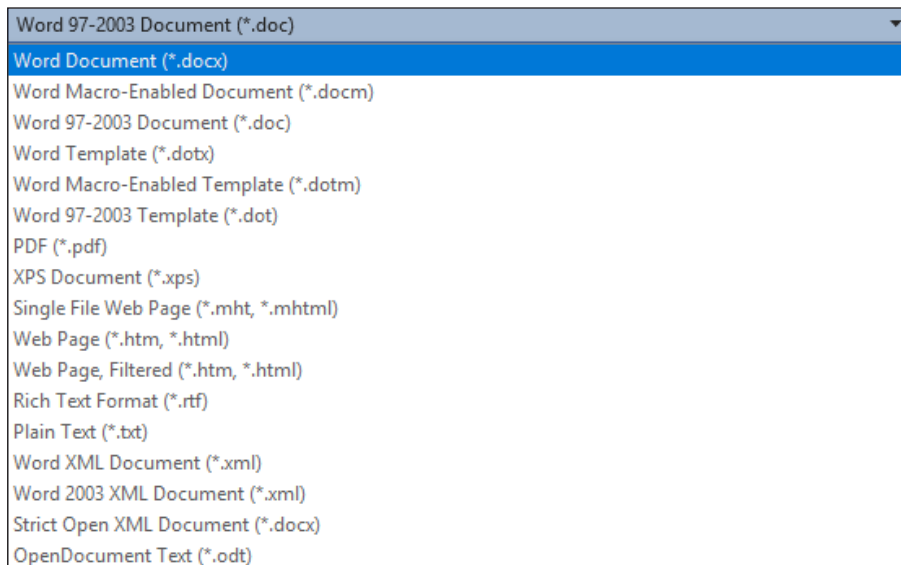 Word 97-2003 Document (*.doc)
Word Document (*.docx)
Word Macro-Enabled Document (*.docm)
Word 97-2003 Document (*.doc)
Word Template (*.dotx)
Word Macro-Enabled Template (*.dotm)
Word 97-2003 Template (*.dot)
PDF (*.pdf)
XPS Document (*.xps)
Single File Web Page (*.mht, *.mhtml)
Web Page (*.htm, *.html)
Web Page, Filtered (*.htm, *.html)
Rich Text Format (*.rtf)
Plain Text (*.txt)
Word XML Document (*.xml)
Word 2003 XML Document (*.xml)
Strict Open XML Document (*.docx)
OpenDocument Text (*.odt)